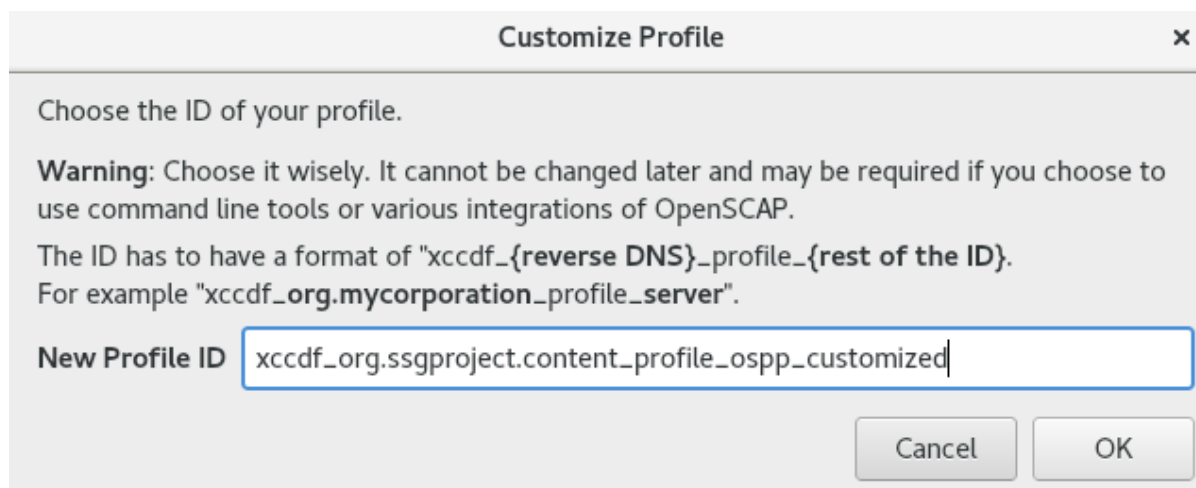 Customize Profile
×
Choose the ID of your profile.
Warning: Choose it wisely. It cannot be changed later and may be required if you choose to
use command line tools or various integrations of OpenSCAP.
The ID has to have a format of "xccdf_{reverse DNS}_profile_{rest of the ID}.
For example "xccdf_org.mycorporation_profile_server".
New Profile ID xccdf_org.ssgproject.content_profile_ospp_customized
Cancel OK